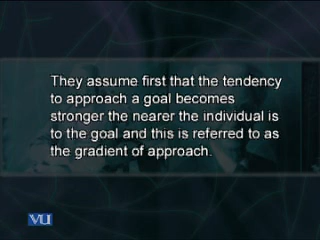 They assume first that the tendency
to approach a goal becomes
stronger the nearer the individual is
to the goal and this is referred to as
the gradient of approach.
VU